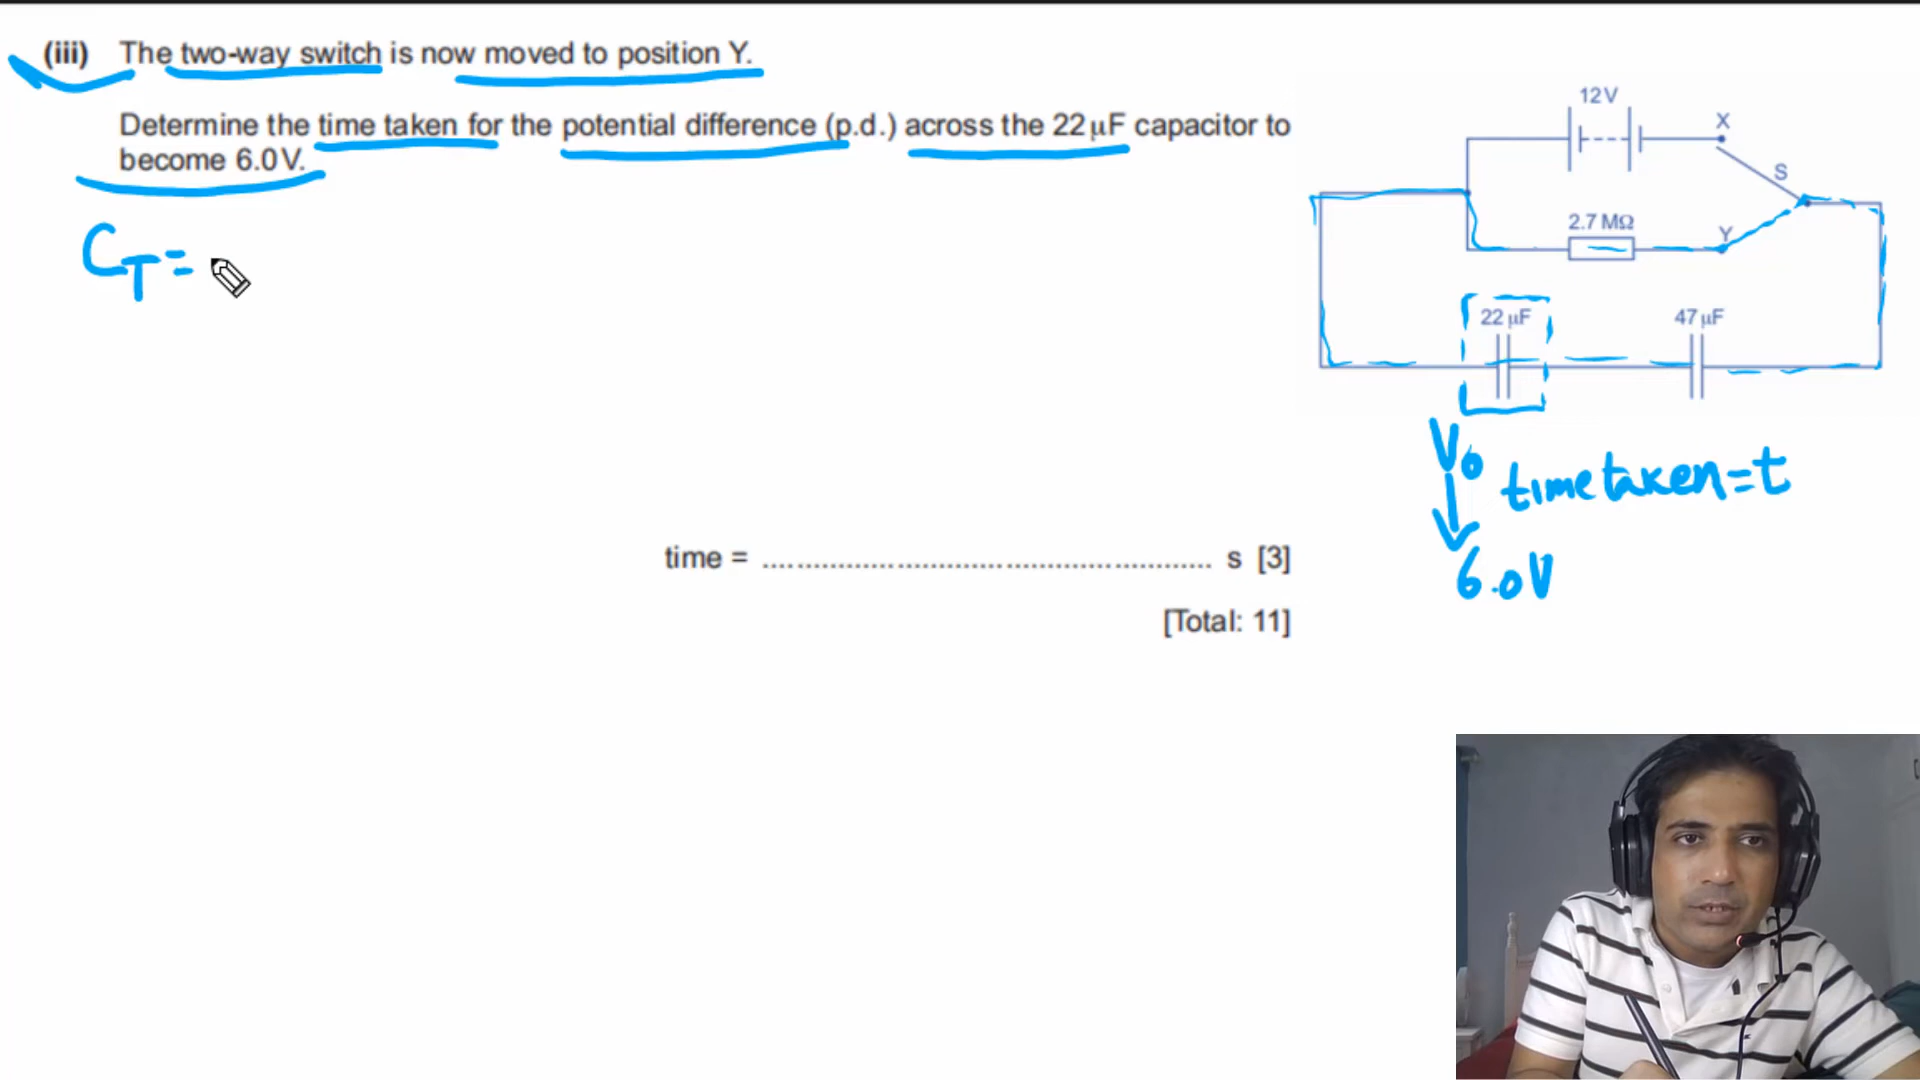 (iii) The two-way switch is now moved to position Y.
Determine the time taken for the potential difference (p.d.) across the 22 μF capacitor to
become 6.0 V.
C_T =
time = ................................................... s [3]
[Total: 11]
12 V
X
S
2.7 MΩ
Y
22 μF
47 μF
V₀
time taken = t
6.0V